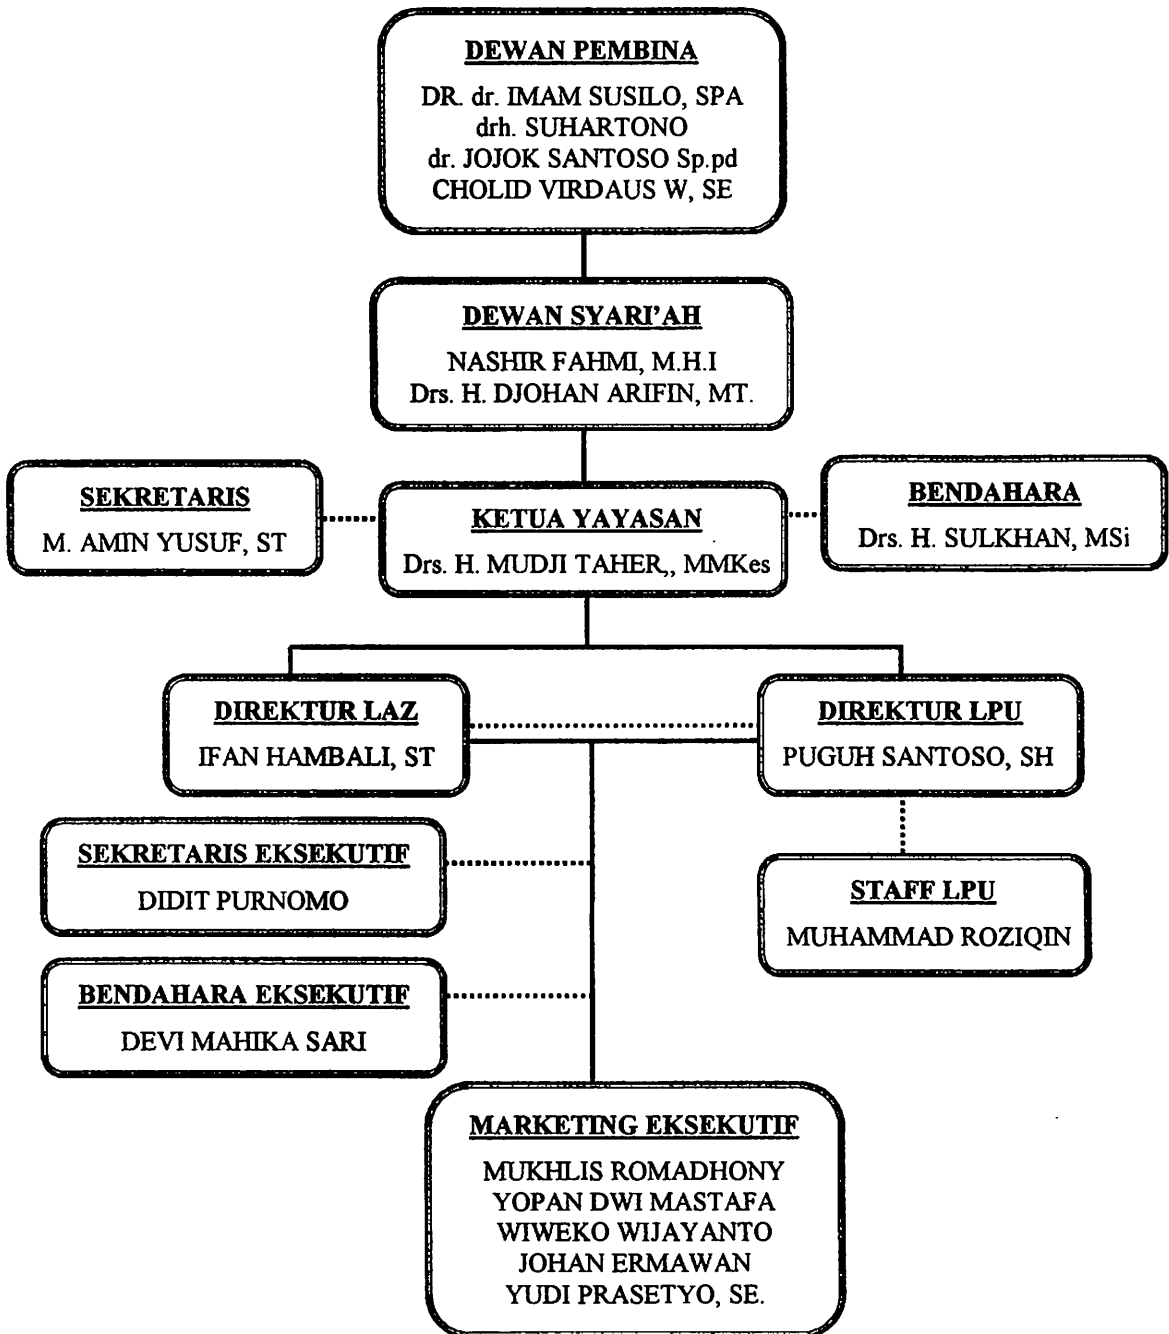 DEWAN PEMBINA
DR. dr. IMAM SUSILO, SPA
drh. SUHARTONO
dr. JOJOK SANTOSO Sp.pd
CHOLID VIRDAUS W, SE
DEWAN SYARI'AH
NASHIR FAHMI, M.H.I
Drs. H. DJOHAN ARIFIN, MT.
SEKRETARIS
M. AMIN YUSUF, ST
KETUA YAYASAN
Drs. H. MUDJI TAHER,, MMKes
BENDAHARA
Drs. H. SULKHAN, MSi
DIREKTUR LAZ
IFAN HAMBALI, ST
DIREKTUR LPU
PUGUH SANTOSO, SH
SEKRETARIS EKSEKUTIF
DIDIT PURNOMO
STAFF LPU
MUHAMMAD ROZIQIN
BENDAHARA EKSEKUTIF
DEVI MAHIKA SARI
MARKETING EKSEKUTIF
MUKHLIS ROMADHONY
YOPAN DWI MASTAFA
WIWEKO WIJAYANTO
JOHAN ERMAWAN
YUDI PRASETYO, SE.